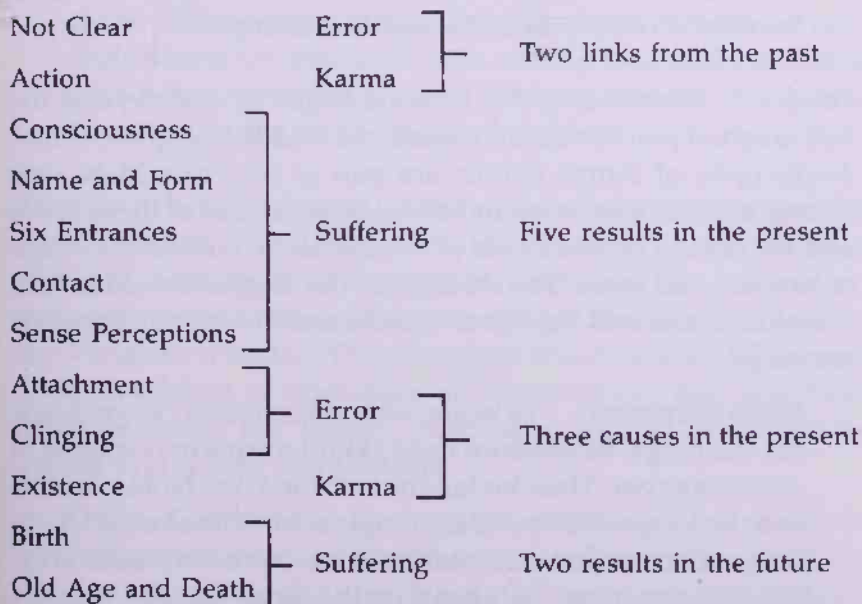 Not Clear Error
Two links from the past
Action Karma
Consciousness
Name and Form
Six Entrances Suffering Five results in the present
Contact
Sense Perceptions
Attachment
Error
Clinging Three causes in the present
Existence Karma
Birth
Suffering Two results in the future
Old Age and Death